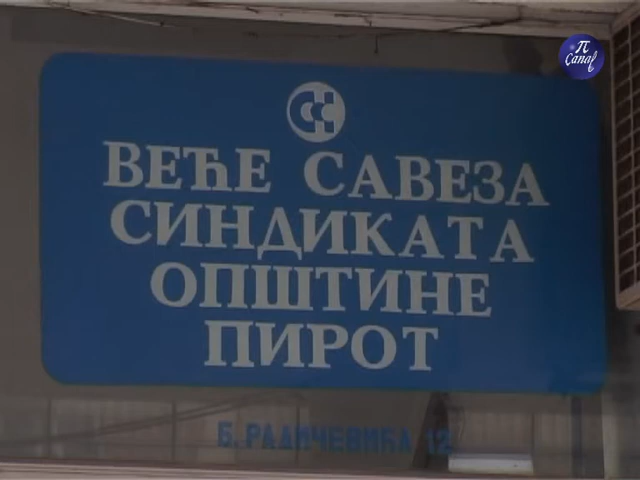 π
Canal
ВЕЋЕ САВЕЗА
СИНДИКАТА
ОПШТИНЕ
ПИРОТ
Б. РАДИЧЕВИЋА 12